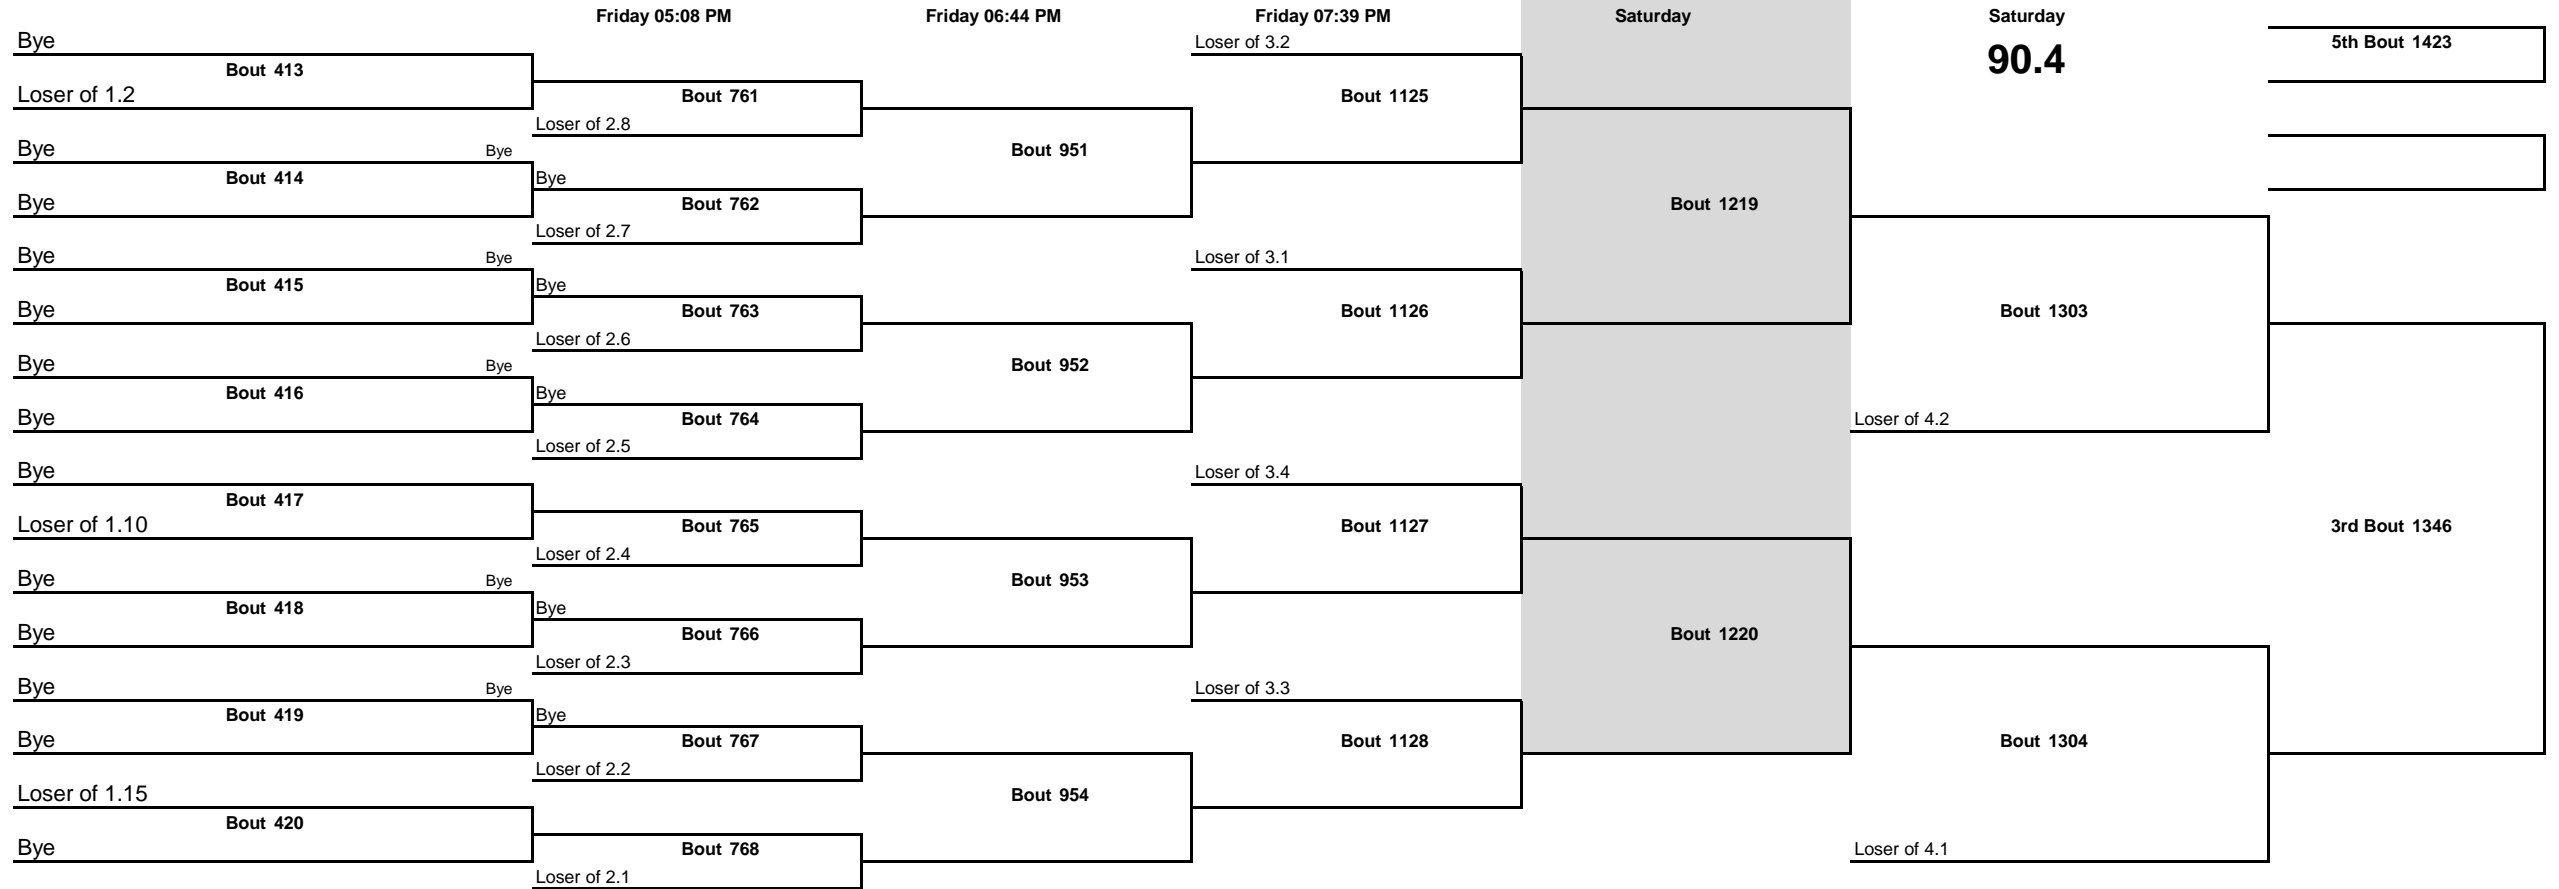 Friday 05:08 PM
Friday 06:44 PM
Friday 07:39 PM
Saturday
Saturday
90.4
Bye
Bout 413
Loser of 1.2
Bye
Bye
Bout 414
Bye
Bye
Bye
Bout 415
Bye
Bye
Bye
Bout 416
Bye
Bye
Bout 417
Loser of 1.10
Bye
Bye
Bout 418
Bye
Bye
Bye
Bout 419
Bye
Loser of 1.15
Bout 420
Bye
Bout 761
Loser of 2.8
Bye
Bout 762
Loser of 2.7
Bye
Bout 763
Loser of 2.6
Bye
Bout 764
Loser of 2.5
Bout 765
Loser of 2.4
Bye
Bout 766
Loser of 2.3
Bye
Bout 767
Loser of 2.2
Bout 768
Loser of 2.1
Bout 951
Bout 952
Bout 953
Bout 954
Loser of 3.2
Bout 1125
Loser of 3.1
Bout 1126
Loser of 3.4
Bout 1127
Loser of 3.3
Bout 1128
Bout 1219
Bout 1220
Bout 1303
Loser of 4.2
Bout 1304
Loser of 4.1
5th Bout 1423
3rd Bout 1346